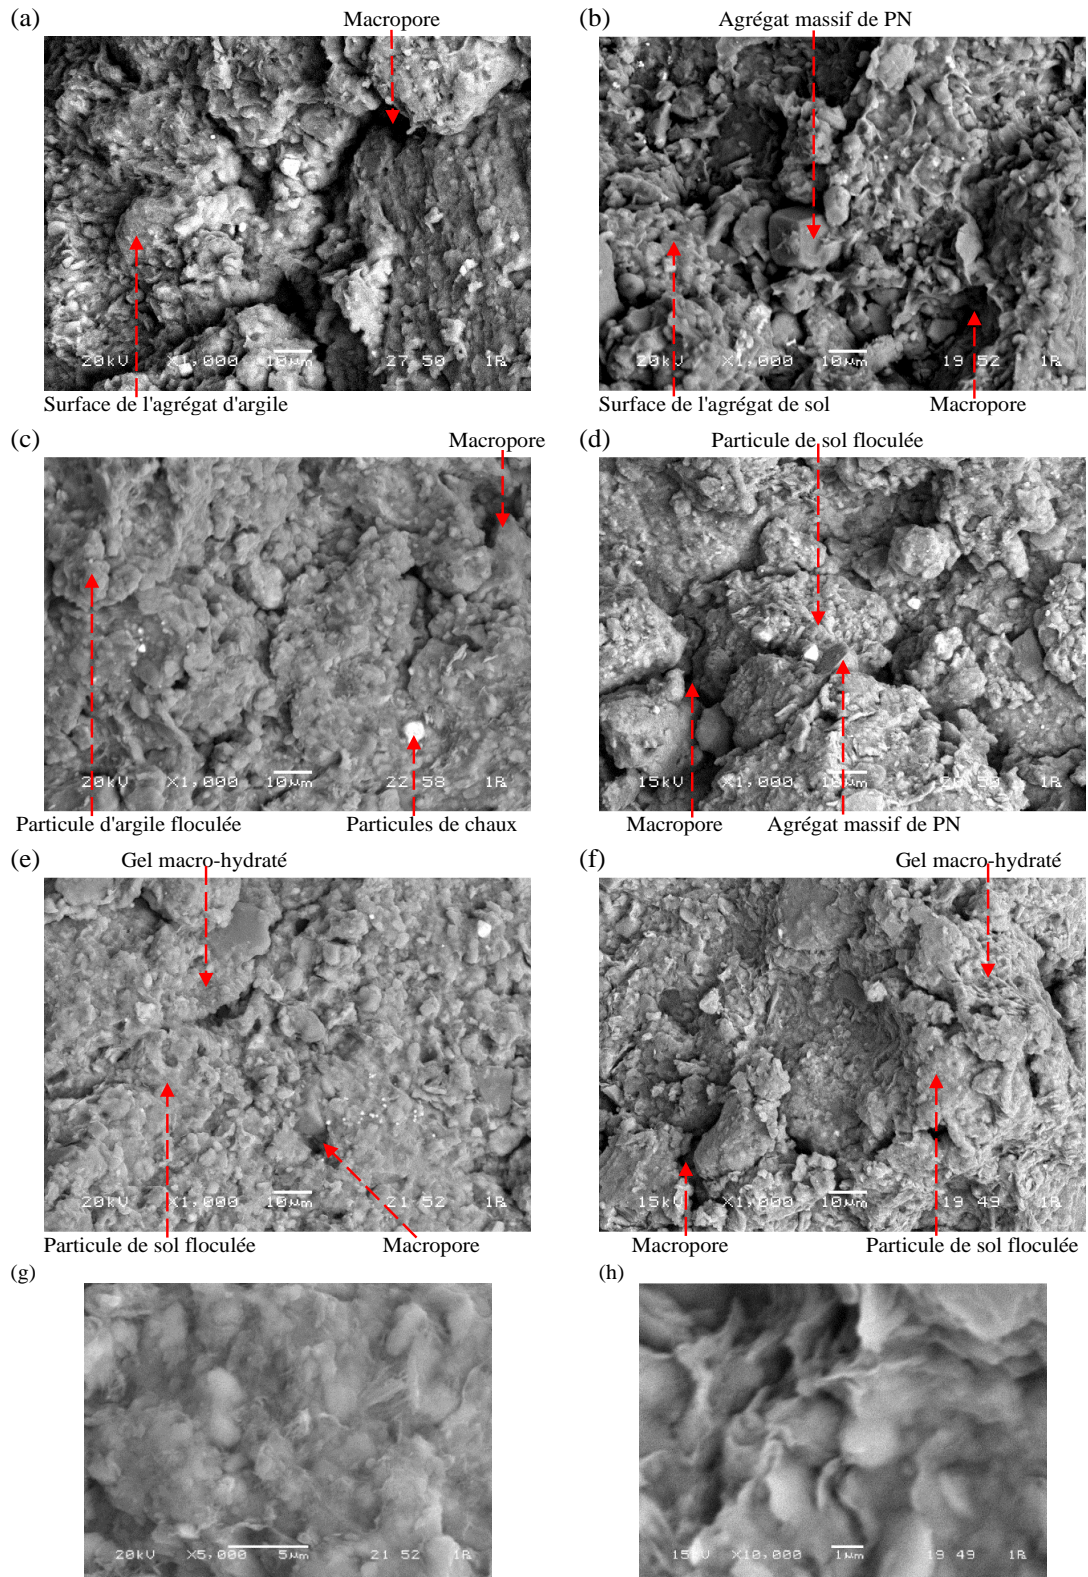 (a)
Macropore
20kV X1,000 10µm 27 50 1R
Surface de l'agrégat d'argile
(b)
Agrégat massif de PN
20kV X1,000 10µm 19 52 1R
Surface de l'agrégat de sol
Macropore
(c)
Macropore
20kV X1,000 10µm 22 58 1R
Particule d'argile floculée
Particules de chaux
(d)
Particule de sol floculée
15kV X1,000 10µm 50 1R
Macropore
Agrégat massif de PN
(e)
Gel macro-hydraté
20kV X1,000 10µm 21 52 1R
Particule de sol floculée
Macropore
(f)
Gel macro-hydraté
15kV X1,000 10µm 19 49 1R
Macropore
Particule de sol floculée
(g)
20kV X5,000 5µm 21 52 1R
(h)
15kV X10,000 1µm 19 49 1R